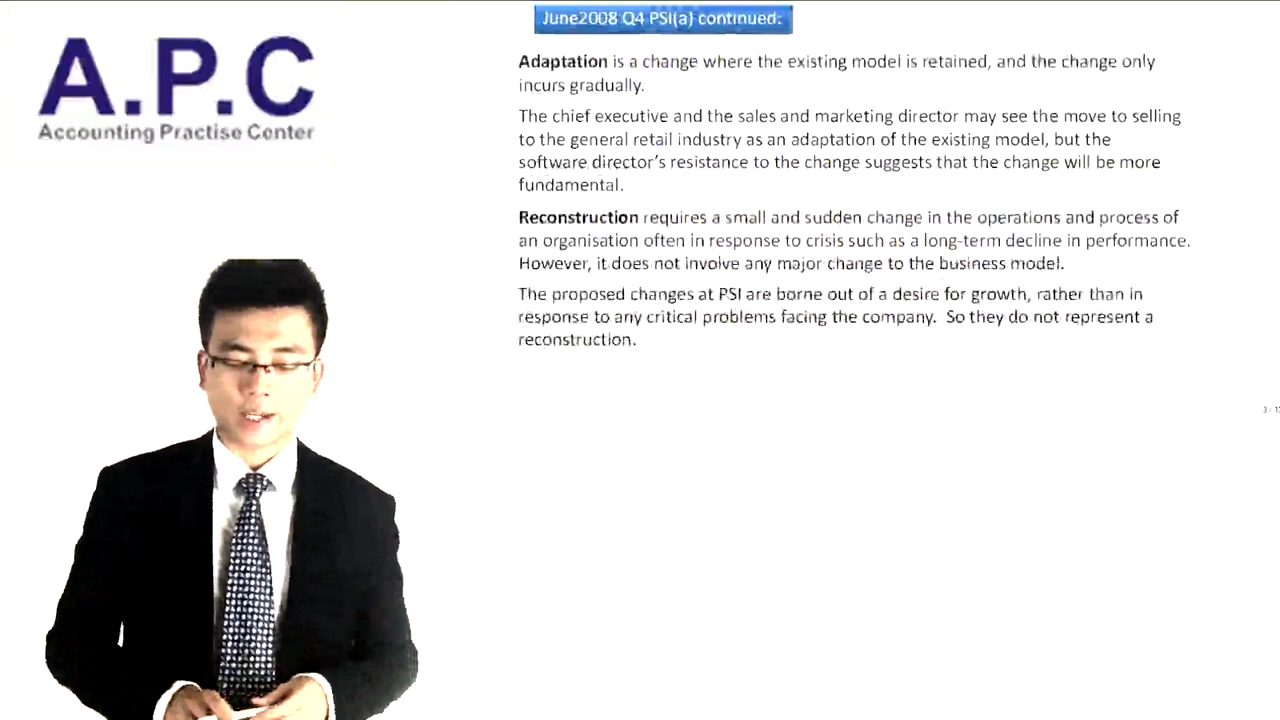 June2008 Q4 PSI(a) continued:
A.P.C
Accounting Practise Center
Adaptation is a change where the existing model is retained, and the change only
incurs gradually.
The chief executive and the sales and marketing director may see the move to selling
to the general retail industry as an adaptation of the existing model, but the
software director's resistance to the change suggests that the change will be more
fundamental.
Reconstruction requires a small and sudden change in the operations and process of
an organisation often in response to crisis such as a long-term decline in performance.
However, it does not involve any major change to the business model.
The proposed changes at PSI are borne out of a desire for growth, rather than in
response to any critical problems facing the company. So they do not represent a
reconstruction.